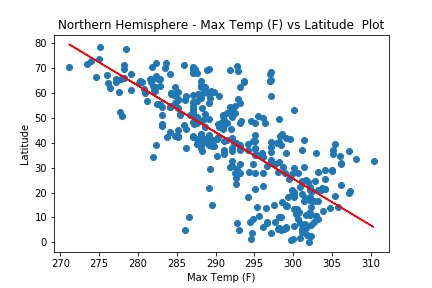 Northern Hemisphere - Max Temp (F) vs Latitude Plot
80
70
60
50
40
30
20
10
0
Latitude
270 275 280 285 290 295 300 305 310
Max Temp (F)